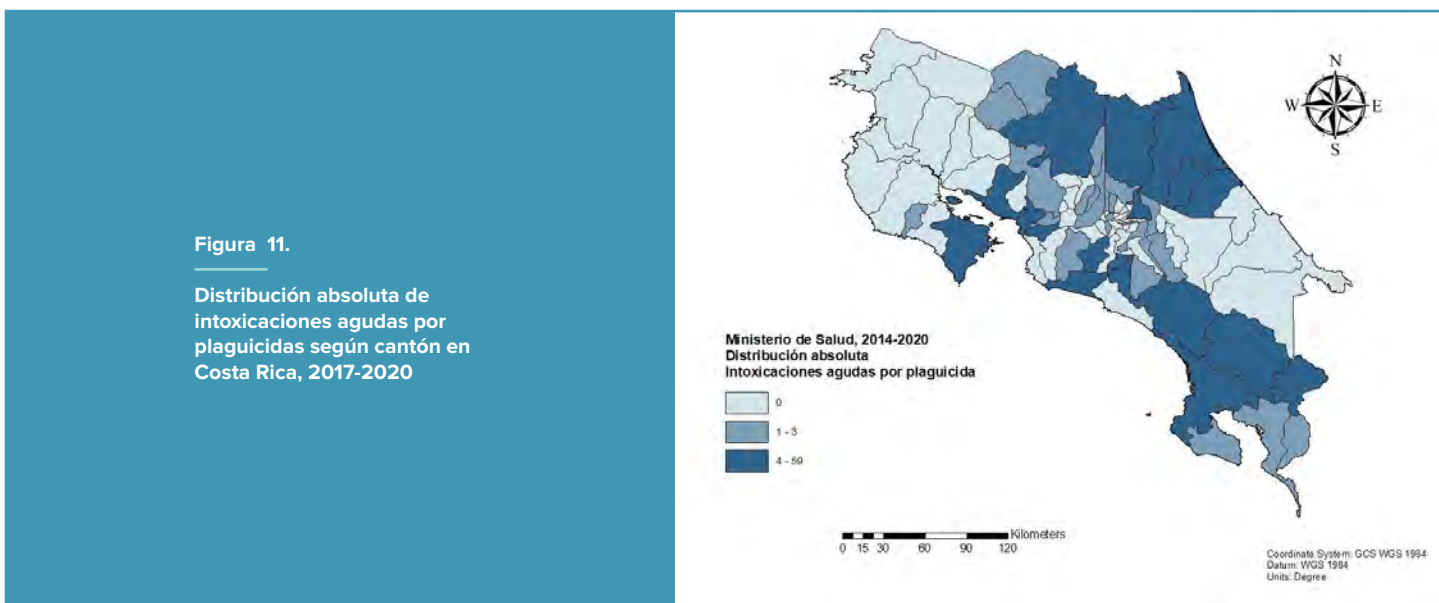 Figura 11.
Distribución absoluta de
intoxicaciones agudas por
plaguicidas según cantón en
Costa Rica, 2017-2020
N
W
E
S
Ministerio de Salud, 2014-2020
Distribución absoluta
Intoxicaciones agudas por plaguicida
0
1 - 3
4 - 59
Kilometers
0 15 30 60 90 120
Coordinate System: GCS WGS 1984
Datum: WGS 1984
Units: Degree